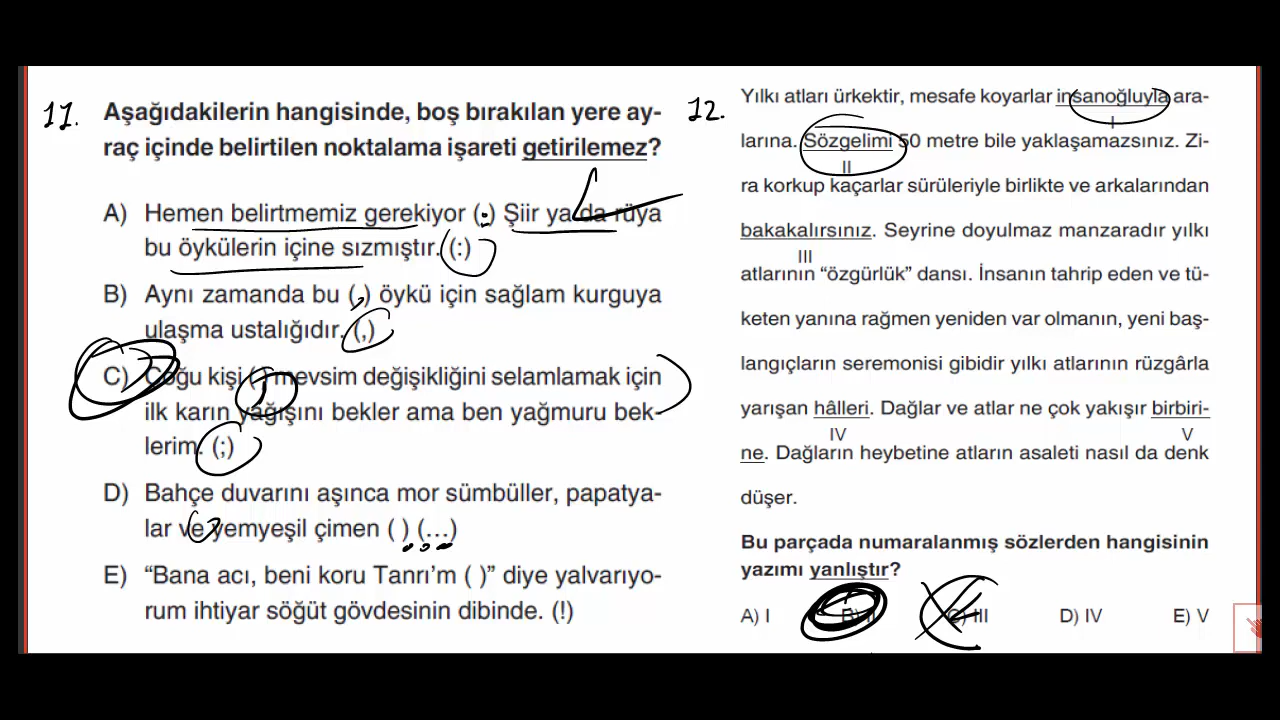 11.
Aşağıdakilerin hangisinde, boş bırakılan yere ay-
raç içinde belirtilen noktalama işareti getirilemez?
A) Hemen belirtmemiz gerekiyor (:) Şiir ya da rüya
bu öykülerin içine sızmıştır. (:)
B) Aynı zamanda bu (,) öykü için sağlam kurguya
ulaşma ustalığıdır. (,)
C) Çoğu kişi (;) mevsim değişikliğini selamlamak için
ilk karın yağışını bekler ama ben yağmuru bek-
lerim. (;)
D) Bahçe duvarını aşınca mor sümbüller, papatya-
lar ve yemyeşil çimen ( ) (...)
E) “Bana acı, beni koru Tanrı’m ( )” diye yalvarıyo-
rum ihtiyar söğüt gövdesinin dibinde. (!)
12.
Yılkı atları ürkektir, mesafe koyarlar insanoğluyla ara-
I
larına. Sözgelimi 50 metre bile yaklaşamazsınız. Zi-
II
ra korkup kaçarlar sürüleriyle birlikte ve arkalarından
bakakalırsınız. Seyrine doyulmaz manzaradır yılkı
III
atlarının “özgürlük” dansı. İnsanın tahrip eden ve tü-
keten yanına rağmen yeniden var olmanın, yeni baş-
langıçların seremonisi gibidir yılkı atlarının rüzgârla
yarışan hâlleri. Dağlar ve atlar ne çok yakışır birbiri-
IV V
ne. Dağların heybetine atların asaleti nasıl da denk
düşer.
Bu parçada numaralanmış sözlerden hangisinin
yazımı yanlıştır?
A) I B) II C) III D) IV E) V